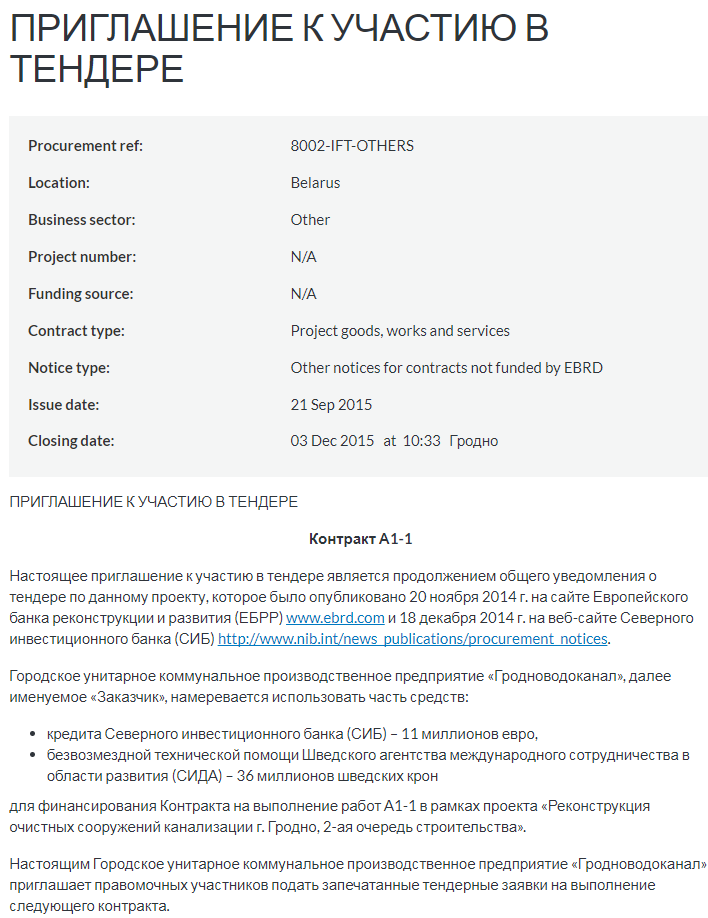 ПРИГЛАШЕНИЕ К УЧАСТИЮ В
ТЕНДЕРЕ
Procurement ref: 8002-IFT-OTHERS
Location: Belarus
Business sector: Other
Project number: N/A
Funding source: N/A
Contract type: Project goods, works and services
Notice type: Other notices for contracts not funded by EBRD
Issue date: 21 Sep 2015
Closing date: 03 Dec 2015 at 10:33 Гродно
ПРИГЛАШЕНИЕ К УЧАСТИЮ В ТЕНДЕРЕ
Контракт А1-1
Настоящее приглашение к участию в тендере является продолжением общего уведомления о
тендере по данному проекту, которое было опубликовано 20 ноября 2014 г. на сайте Европейского
банка реконструкции и развития (ЕБРР) www.ebrd.com и 18 декабря 2014 г. на веб-сайте Северного
инвестиционного банка (СИБ) http://www.nib.int/news_publications/procurement_notices.
Городское унитарное коммунальное производственное предприятие «Гродноводоканал», далее
именуемое «Заказчик», намеревается использовать часть средств:
• кредита Северного инвестиционного банка (СИБ) – 11 миллионов евро,
• безвозмездной технической помощи Шведского агентства международного сотрудничества в
области развития (СИДА) – 36 миллионов шведских крон
для финансирования Контракта на выполнение работ А1-1 в рамках проекта «Реконструкция
очистных сооружений канализации г. Гродно, 2-ая очередь строительства».
Настоящим Городское унитарное коммунальное производственное предприятие «Гродноводоканал»
приглашает правомочных участников подать запечатанные тендерные заявки на выполнение
следующего контракта.